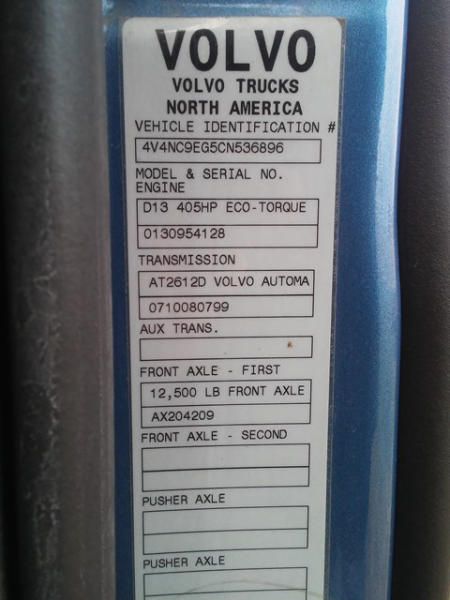 VOLVO
VOLVO TRUCKS
NORTH AMERICA
VEHICLE IDENTIFICATION #
4V4NC9EG5CN536896
MODEL & SERIAL NO.
ENGINE
D13 405HP ECO-TORQUE
0130954128
TRANSMISSION
AT2612D VOLVO AUTOMA
0710080799
AUX TRANS.
FRONT AXLE - FIRST
12,500 LB FRONT AXLE
AX204209
FRONT AXLE - SECOND
PUSHER AXLE
PUSHER AXLE